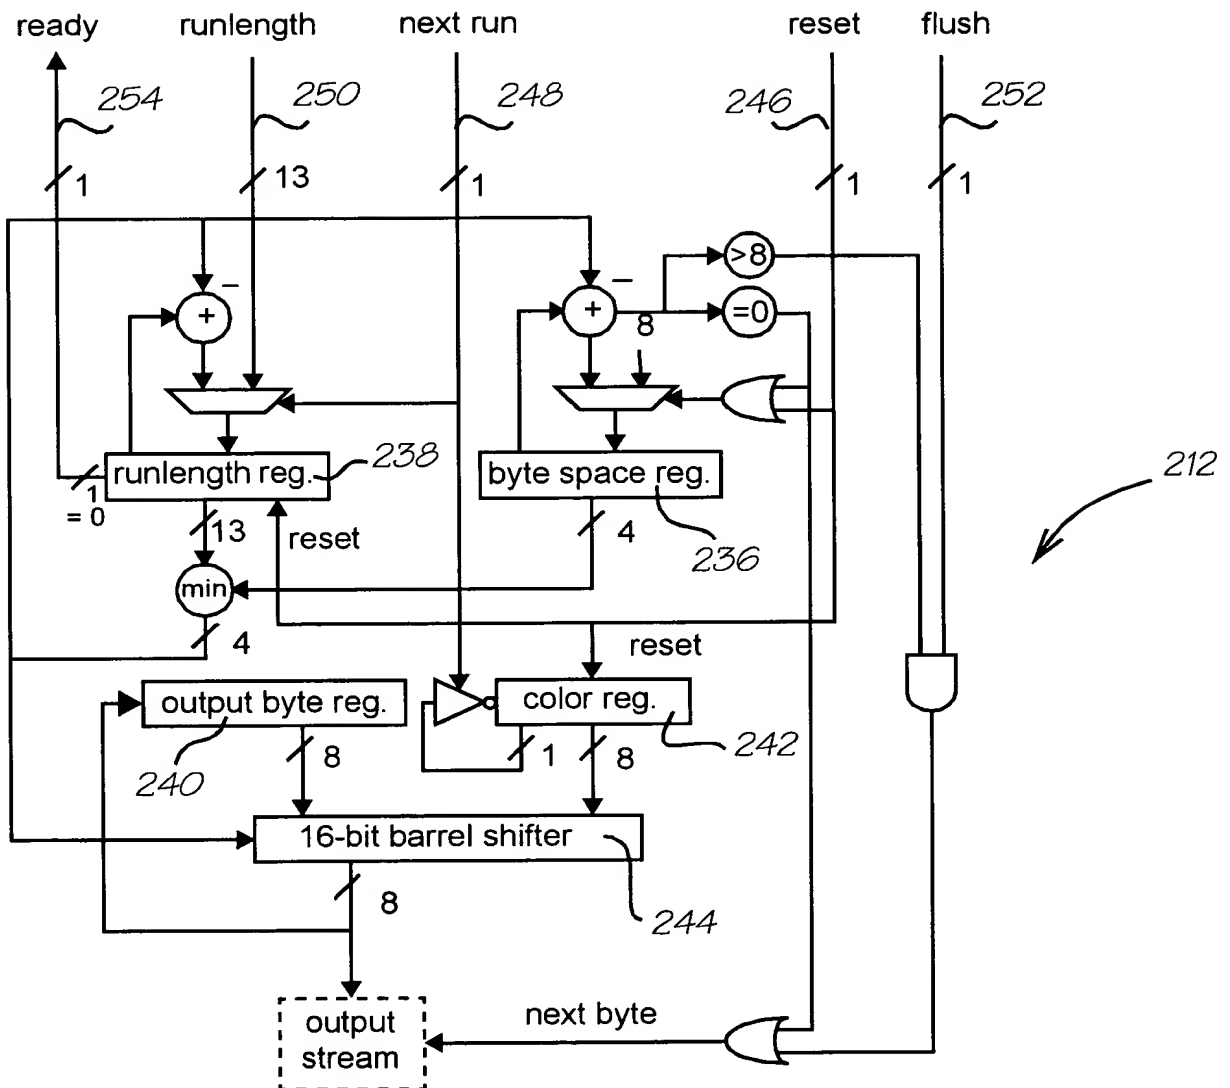 ready runlength next run reset flush
254 250 248 246 252
1 13 1 1 1
− −
>8
+ + =0
8
runlength reg. 238 byte space reg. 212
1
= 0 13 reset 4 236
min
4 reset
output byte reg. color reg.
240 8 1 8 242
16-bit barrel shifter
8 244
next byte
output
stream